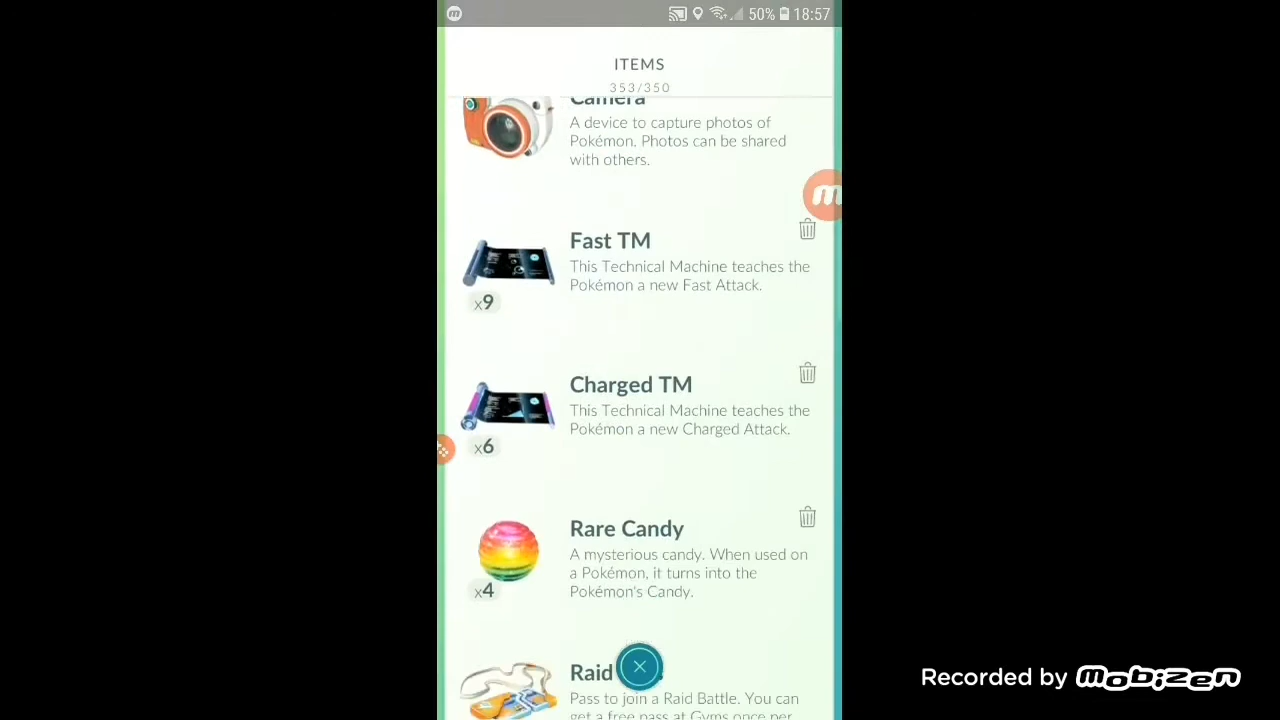 50% 18:57
ITEMS
353/350
Camera
A device to capture photos of
Pokémon. Photos can be shared
with others.
Fast TM
This Technical Machine teaches the
Pokémon a new Fast Attack.
x9
Charged TM
This Technical Machine teaches the
Pokémon a new Charged Attack.
x6
Rare Candy
A mysterious candy. When used on
a Pokémon, it turns into the
Pokémon's Candy.
x4
Raid
Pass to join a Raid Battle. You can
get a free pass at Gyms once per
Recorded by mobizen